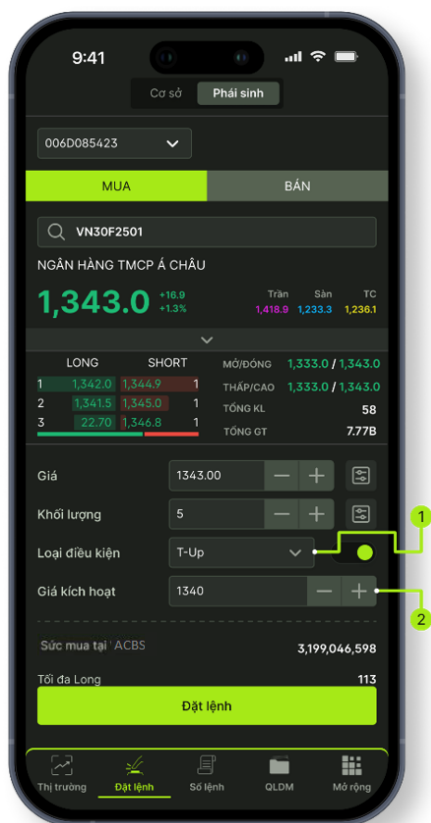 9:41
Cơ sở Phái sinh
006D085423
MUA BÁN
VN30F2501
NGÂN HÀNG TMCP Á CHÂU
1,343.0 +16.9 +1.3% Trần Sàn TC
1,418.9 1,233.3 1,236.1
LONG SHORT MỞ/ĐÓNG 1,333.0 / 1,343.0
1 1,342.0 1,344.9 1 THẤP/CAO 1,333.0 / 1,343.0
2 1,341.5 1,345.0 1 TỔNG KL 58
3 22.70 1,346.8 1 TỔNG GT 7.77B
Giá 1343.00
Khối lượng 5
1
Loại điều kiện T-Up
Giá kích hoạt 1340
2
Sức mua tại ACBS 3,199,046,598
Tối đa Long 113
Đặt lệnh
Thị trường Đặt lệnh Sổ lệnh QLDM Mở rộng